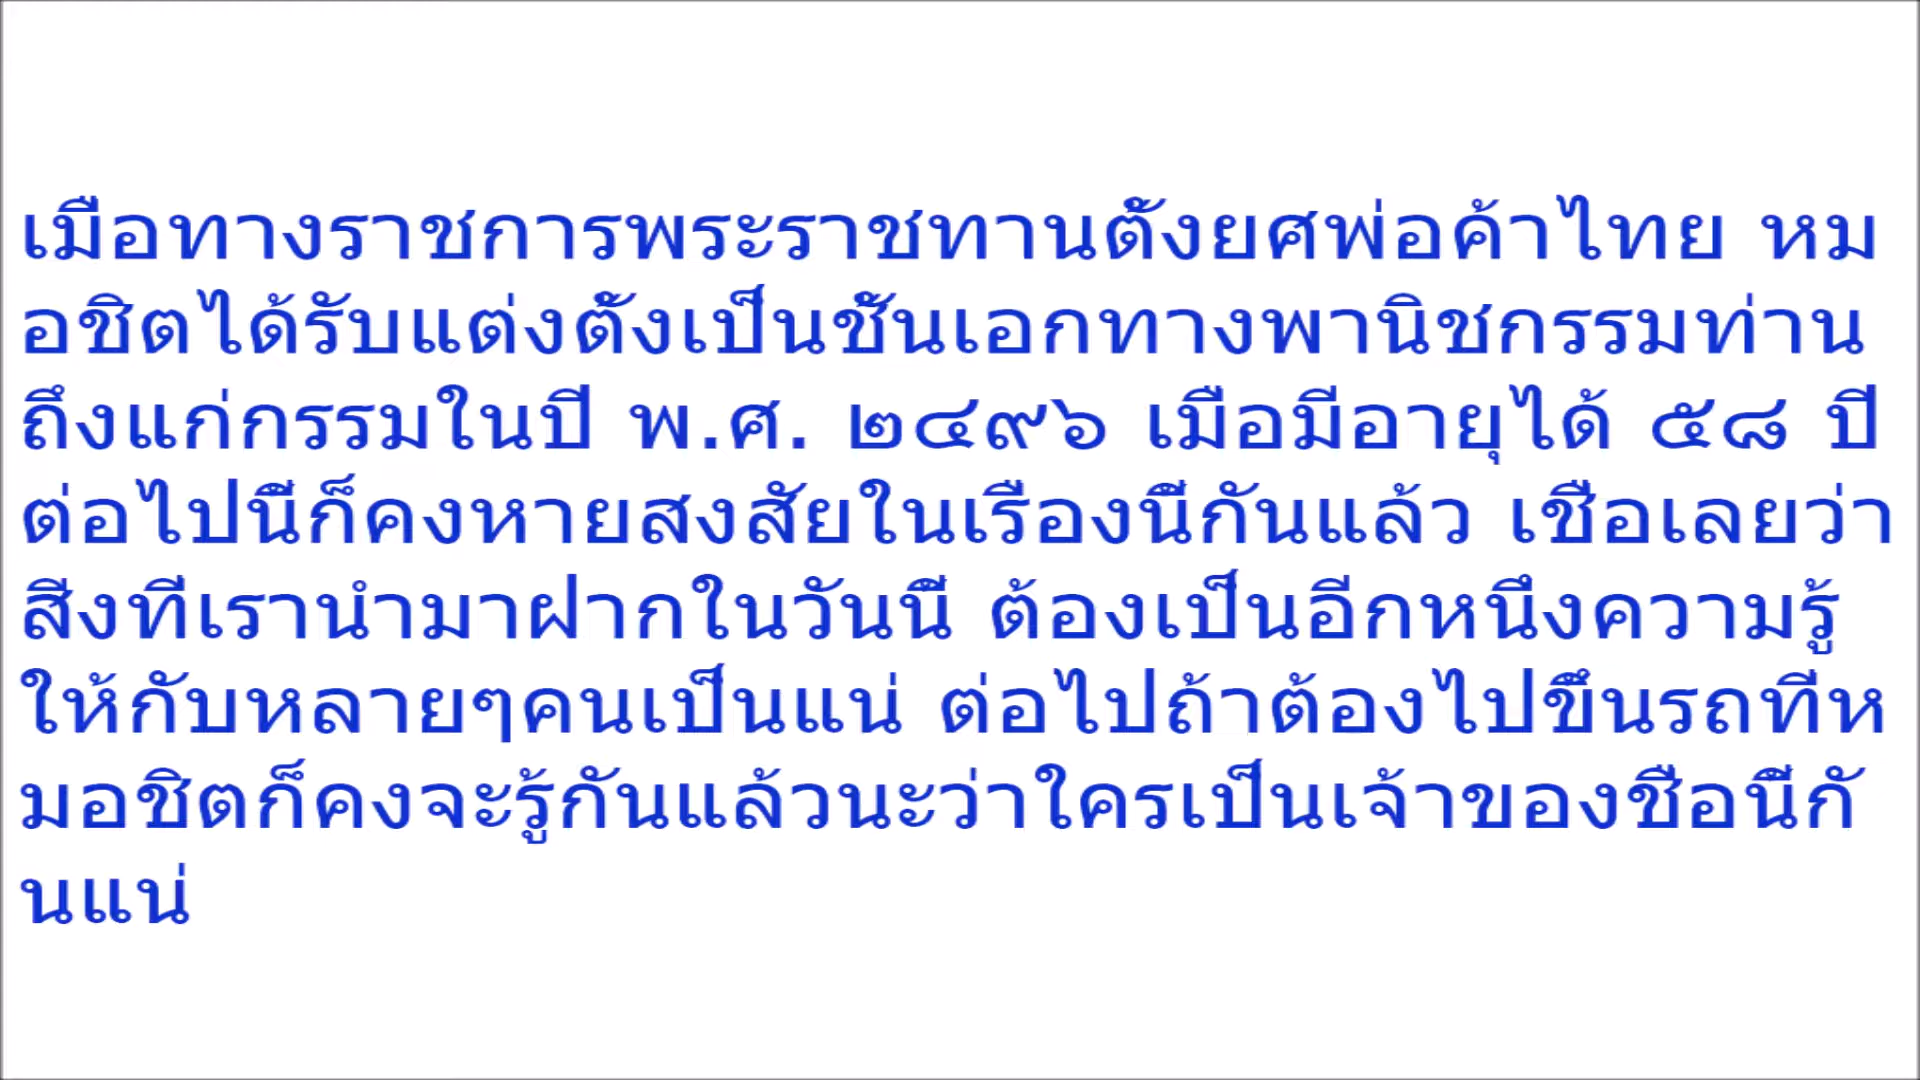 เมื่อทางราชการพระราชทานตั้งยศพ่อค้าไทย หม
อชิตได้รับแต่งตั้งเป็นชั้นเอกทางพานิชกรรมท่าน
ถึงแก่กรรมในปี พ.ศ. ๒๔๙๖ เมื่อมีอายุได้ ๕๘ ปี
ต่อไปนี้ก็คงหายสงสัยในเรื่องนี้กันแล้ว เชื่อเลยว่า
สิ่งที่เรานำมาฝากในวันนี้ ต้องเป็นอีกหนึ่งความรู้
ให้กับหลายๆคนเป็นแน่ ต่อไปถ้าต้องไปขึ้นรถที่ห
มอชิตก็คงจะรู้กันแล้วนะว่าใครเป็นเจ้าของชื่อนี้กั
นแน่